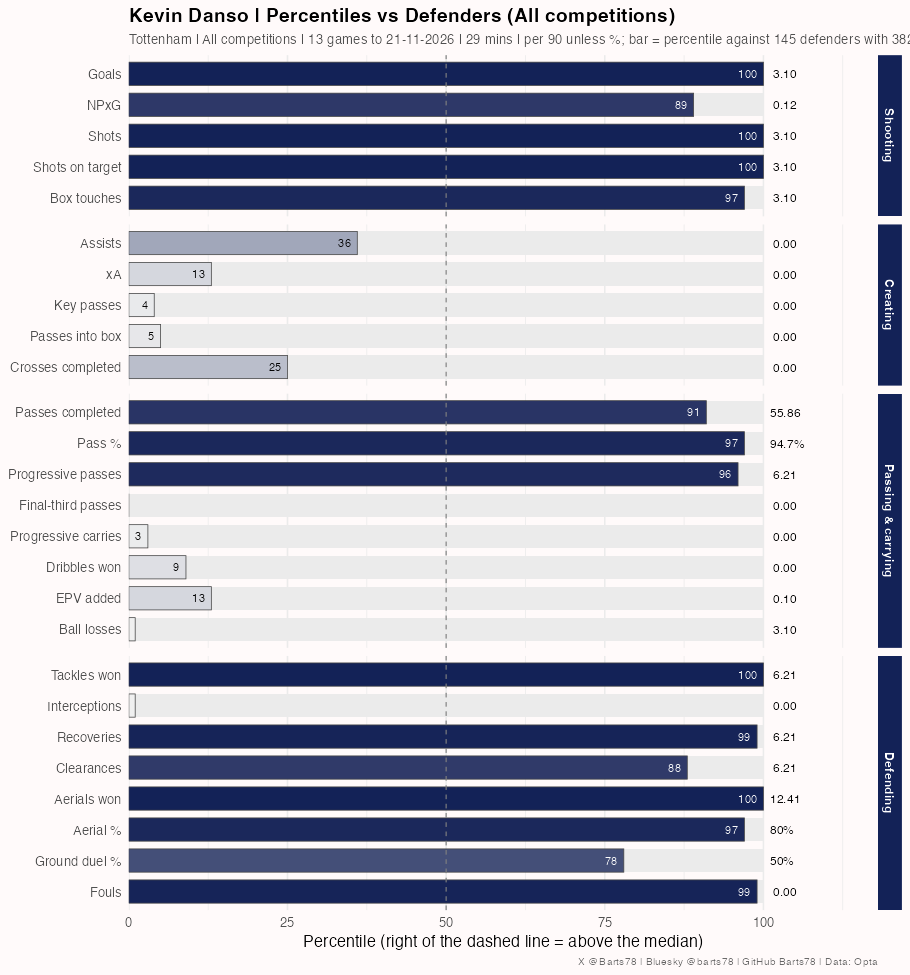 Kevin Danso | Percentiles vs Defenders (All competitions)
Tottenham | All competitions | 13 games to 21-11-2026 | 29 mins | per 90 unless %; bar = percentile against 145 defenders with 382
Goals 100 3.10
NPxG 89 0.12
Shots 100 3.10
Shots on target 100 3.10
Box touches 97 3.10
Shooting
Assists 36 0.00
xA 13 0.00
Key passes 4 0.00
Passes into box 5 0.00
Crosses completed 25 0.00
Creating
Passes completed 91 55.86
Pass % 97 94.7%
Progressive passes 96 6.21
Final-third passes 0.00
Progressive carries 3 0.00
Dribbles won 9 0.00
EPV added 13 0.10
Ball losses 3.10
Passing & carrying
Tackles won 100 6.21
Interceptions 0.00
Recoveries 99 6.21
Clearances 88 6.21
Aerials won 100 12.41
Aerial % 97 80%
Ground duel % 78 50%
Fouls 99 0.00
Defending
0 25 50 75 100
Percentile (right of the dashed line = above the median)
X @Barts78 | Bluesky @barts78 | GitHub Barts78 | Data: Opta